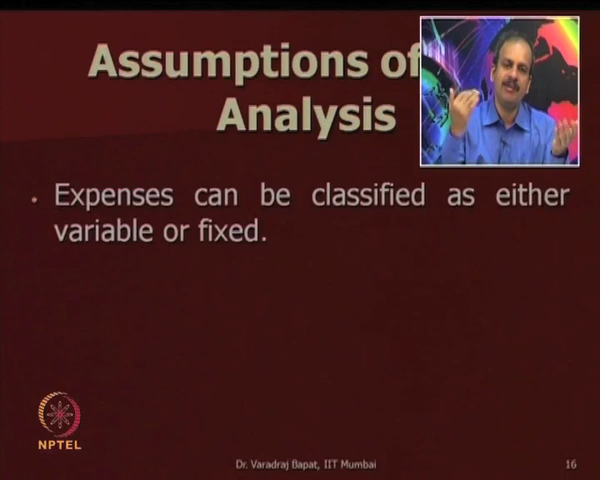 Assumptions of
Analysis
• Expenses can be classified as either
variable or fixed.
NPTEL
Dr. Varadraj Bapat, IIT Mumbai
16